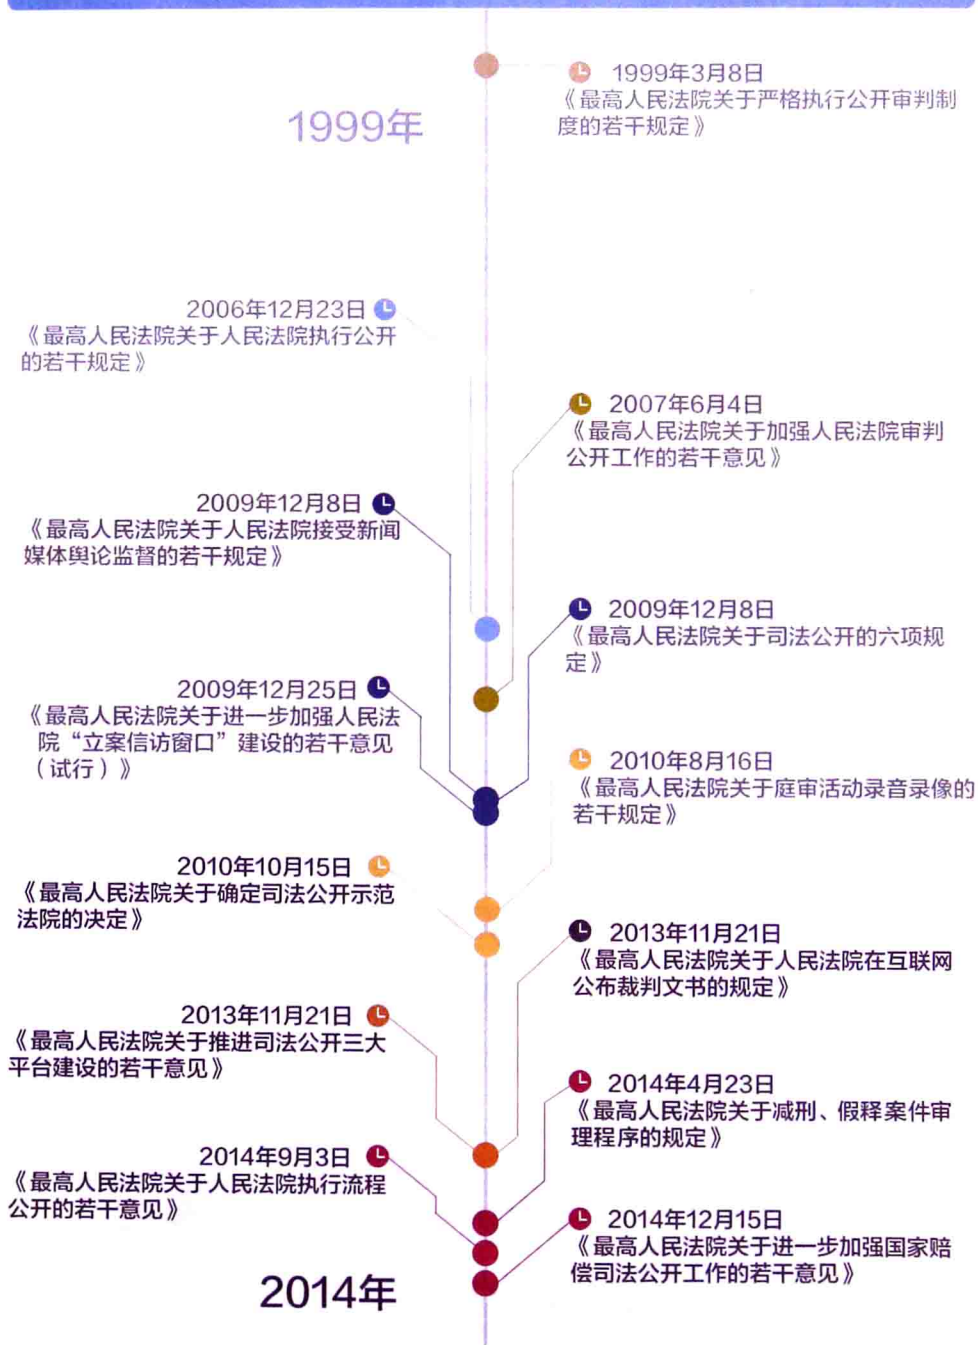 1999年3月8日
《最高人民法院关于严格执行公开审判制
度的若干规定》
1999年
2006年12月23日
《最高人民法院关于人民法院执行公开
的若干规定》
2007年6月4日
《最高人民法院关于加强人民法院审判
公开工作的若干意见》
2009年12月8日
《最高人民法院关于人民法院接受新闻
媒体舆论监督的若干规定》
2009年12月8日
《最高人民法院关于司法公开的六项规
定》
2009年12月25日
《最高人民法院关于进一步加强人民法
院“立案信访窗口”建设的若干意见
（试行）》
2010年8月16日
《最高人民法院关于庭审活动录音录像的
若干规定》
2010年10月15日
《最高人民法院关于确定司法公开示范
法院的决定》
2013年11月21日
《最高人民法院关于人民法院在互联网
公布裁判文书的规定》
2013年11月21日
《最高人民法院关于推进司法公开三大
平台建设的若干意见》
2014年4月23日
《最高人民法院关于减刑、假释案件审
理程序的规定》
2014年9月3日
《最高人民法院关于人民法院执行流程
公开的若干意见》
2014年12月15日
《最高人民法院关于进一步加强国家赔
偿司法公开工作的若干意见》
2014年